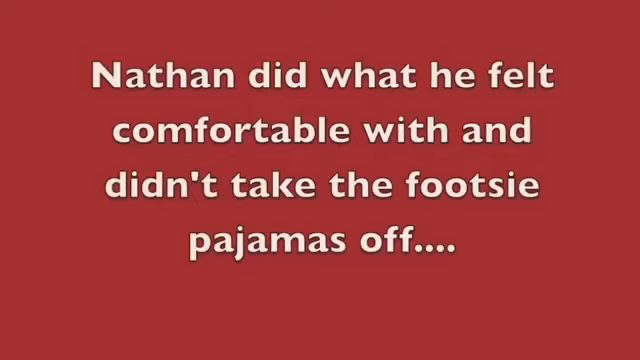 Nathan did what he felt
comfortable with and
didn't take the footsie
pajamas off....